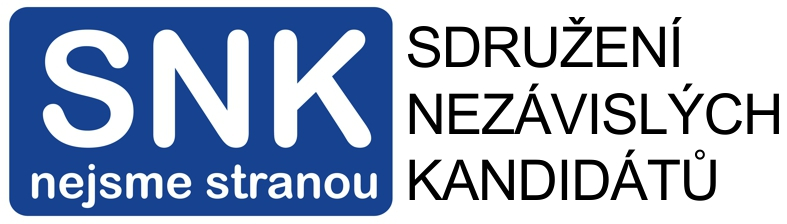 SNK
nejsme stranou
SDRUŽENÍ
NEZÁVISLÝCH
KANDIDÁTŮ